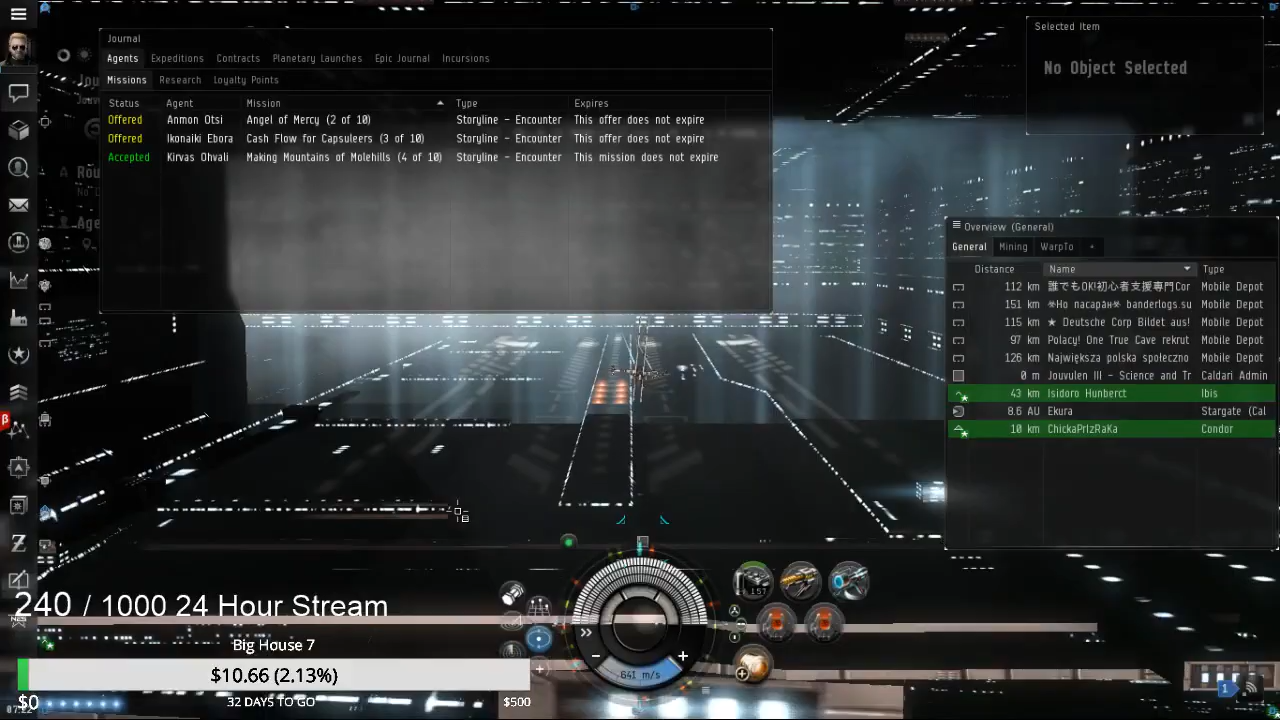 Journal
Agents Expeditions Contracts Planetary Launches Epic Journal Incursions
Missions Research Loyalty Points
Status Agent Mission Type Expires
Offered Anmon Otsi Angel of Mercy (2 of 10) Storyline - Encounter This offer does not expire
Offered Ikonaiki Ebora Cash Flow for Capsuleers (3 of 10) Storyline - Encounter This offer does not expire
Accepted Kirvas Ohvali Making Mountains of Molehills (4 of 10) Storyline - Encounter This mission does not expire
Selected Item
No Object Selected
Overview (General)
General Mining WarpTo +
Distance Name Type
112 km 誰でもOK!初心者支援専門Cor Mobile Depot
151 km banderlogs.su Mobile Depot
115 km ★ Deutsche Corp Bildet aus! Mobile Depot
97 km Polacy! One True Cave rekrut Mobile Depot
126 km Największa polska społeczno Mobile Depot
0 m Jouvulen III - Science and Tr Caldari Admin
43 km Isidoro Hunberct Ibis
8.6 AU Ekura Stargate (Cal
10 km ChickaPrIzRaKa Condor
157
641 m/s
240 / 1000 24 Hour Stream
Big House 7
$10.66 (2.13%)
$0 32 DAYS TO GO $500
1